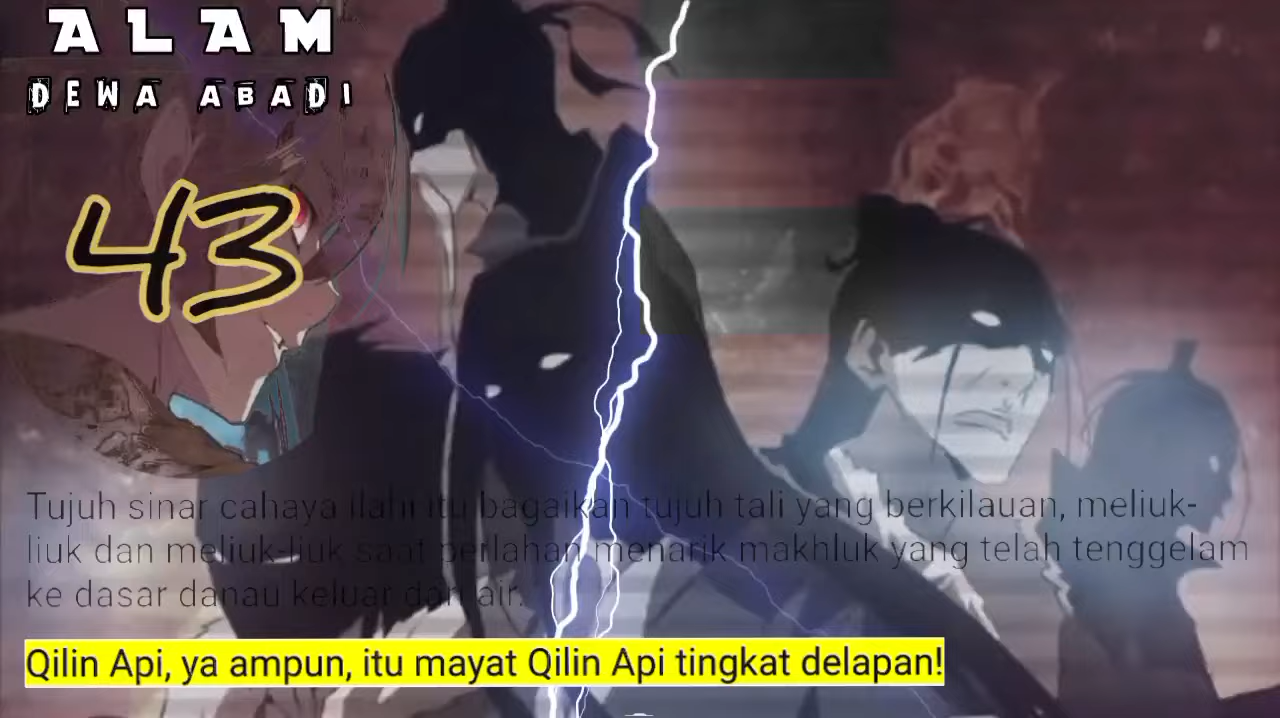 ALAM
DEWA ABADI
43
Tujuh sinar cahaya ilahi itu bagaikan tujuh tali yang berkilauan, meliuk-
liuk dan meliuk-liuk saat perlahan menarik makhluk yang telah tenggelam
ke dasar danau keluar dari air.
Qilin Api, ya ampun, itu mayat Qilin Api tingkat delapan!